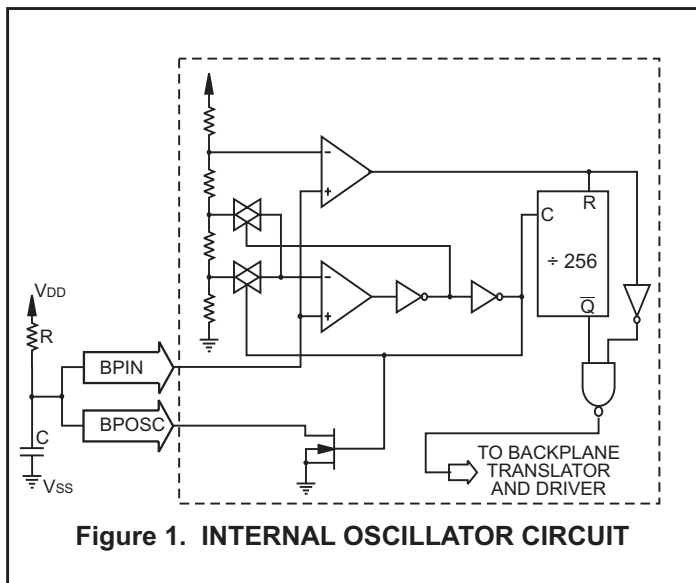 C
R
÷ 256
Q
VDD
R
BPIN
BPOSC
C
VSS
TO BACKPLANE
TRANSLATOR
AND DRIVER
Figure 1. INTERNAL OSCILLATOR CIRCUIT